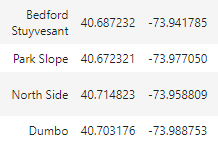 Bedford
Stuyvesant 40.687232 -73.941785
Park Slope 40.672321 -73.977050
North Side 40.714823 -73.958809
Dumbo 40.703176 -73.988753